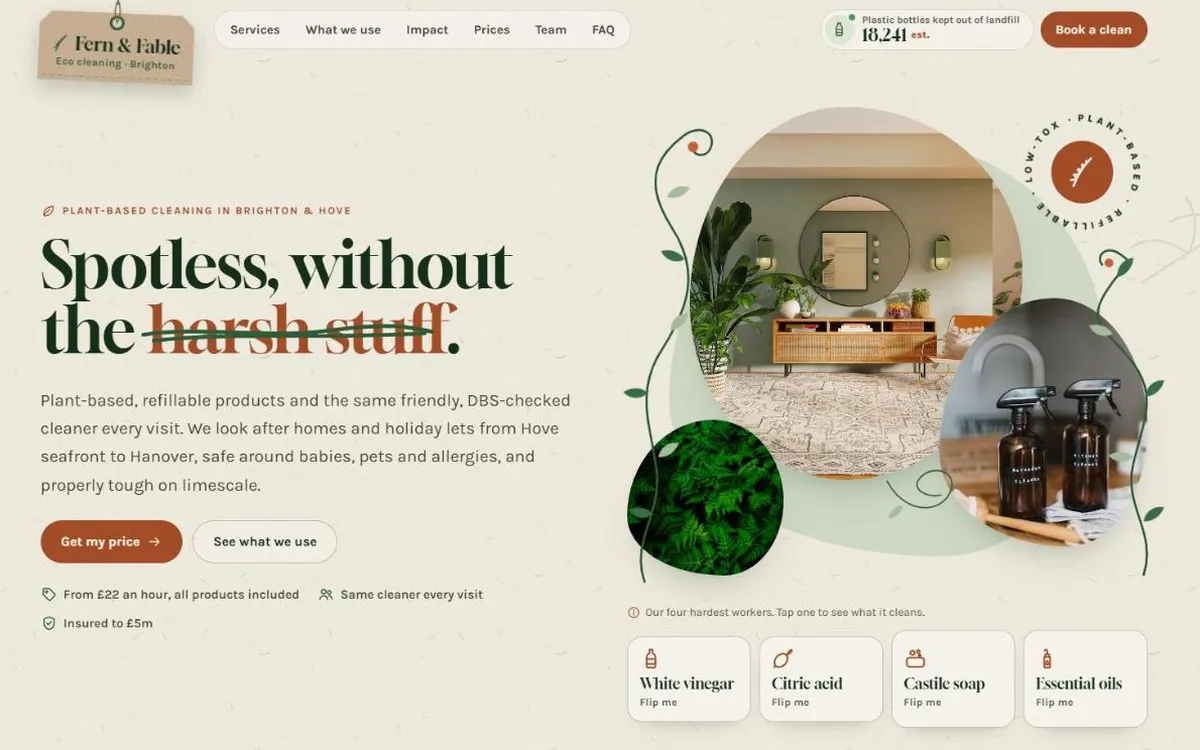 Fern & Fable
Eco cleaning · Brighton
Services
What we use
Impact
Prices
Team
FAQ
Plastic bottles kept out of landfill
18,241 est.
Book a clean
LOW-TOX · PLANT-BASED · REFILLABLE ·
PLANT-BASED CLEANING IN BRIGHTON & HOVE
Spotless, without
the harsh stuff.
Plant-based, refillable products and the same friendly, DBS-checked
cleaner every visit. We look after homes and holiday lets from Hove
seafront to Hanover, safe around babies, pets and allergies, and
properly tough on limescale.
Get my price →
See what we use
From £22 an hour, all products included
Same cleaner every visit
Insured to £5m
BATHROOM
CLEANER
KITCHEN
CLEANER
Our four hardest workers. Tap one to see what it cleans.
White vinegar
Flip me
Citric acid
Flip me
Castile soap
Flip me
Essential oils
Flip me